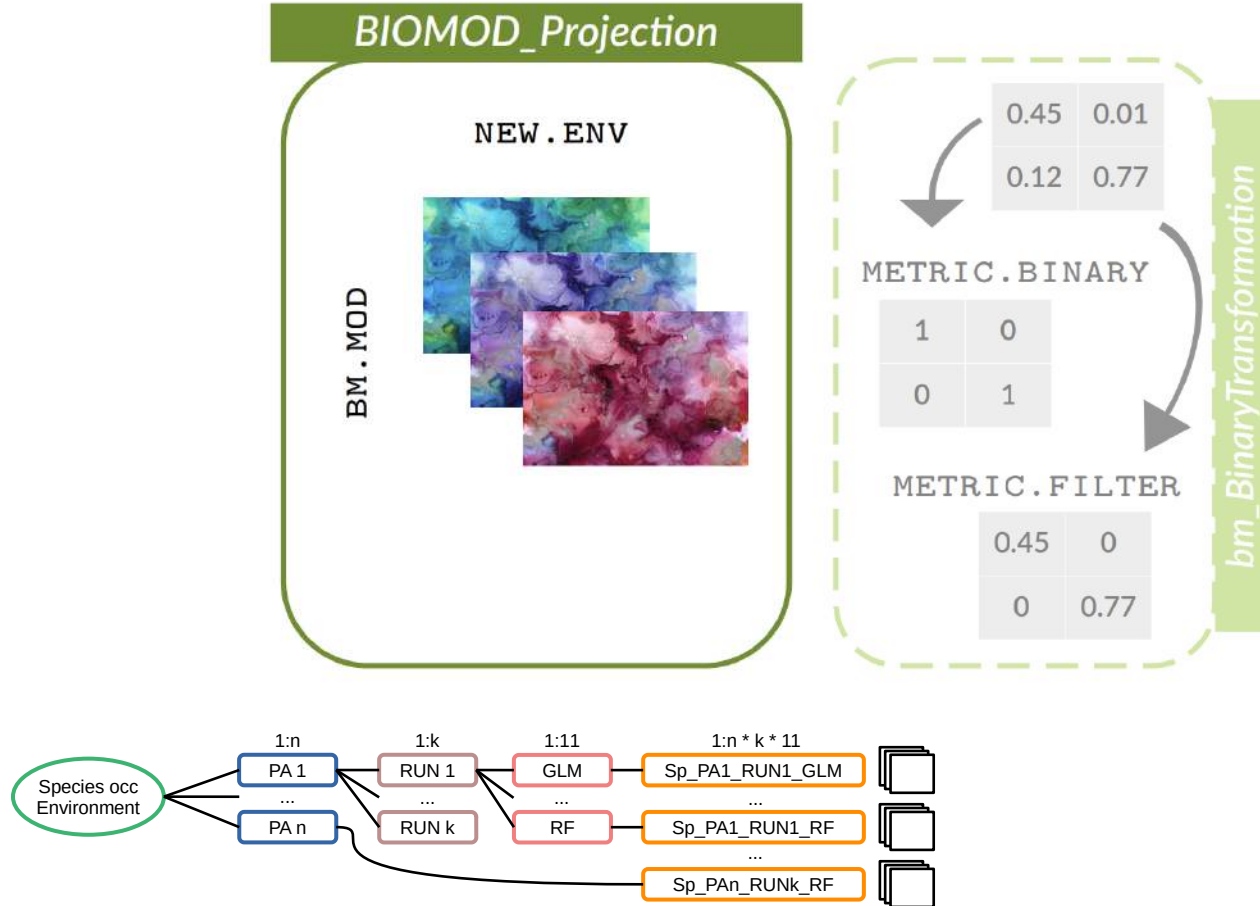 BIOMOD_Projection
NEW.ENV
BM.MOD
0.45 0.01
0.12 0.77
METRIC.BINARY
1 0
0 1
METRIC.FILTER
0.45 0
0 0.77
bm_BinaryTransformation
1:n 1:k 1:11 1:n * k * 11
Species occ
Environment
PA 1 RUN 1 GLM Sp_PA1_RUN1_GLM
... ... ... ...
PA n RUN k RF Sp_PA1_RUN1_RF
...
Sp_PAn_RUNk_RF